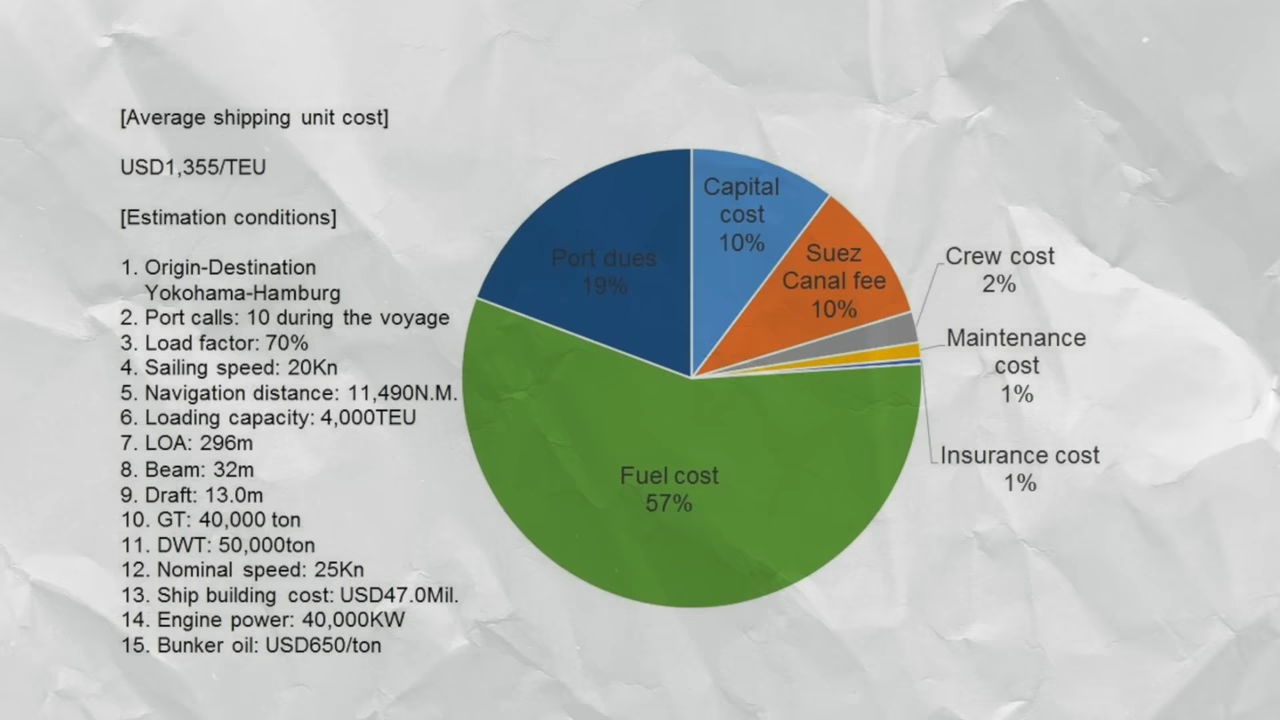 [Average shipping unit cost]
USD1,355/TEU
[Estimation conditions]
1. Origin-Destination
Yokohama-Hamburg
2. Port calls: 10 during the voyage
3. Load factor: 70%
4. Sailing speed: 20Kn
5. Navigation distance: 11,490N.M.
6. Loading capacity: 4,000TEU
7. LOA: 296m
8. Beam: 32m
9. Draft: 13.0m
10. GT: 40,000 ton
11. DWT: 50,000ton
12. Nominal speed: 25Kn
13. Ship building cost: USD47.0Mil.
14. Engine power: 40,000KW
15. Bunker oil: USD650/ton
Capital
cost
10%
Suez
Canal fee
10%
Crew cost
2%
Maintenance
cost
1%
Insurance cost
1%
Fuel cost
57%
Port dues
19%